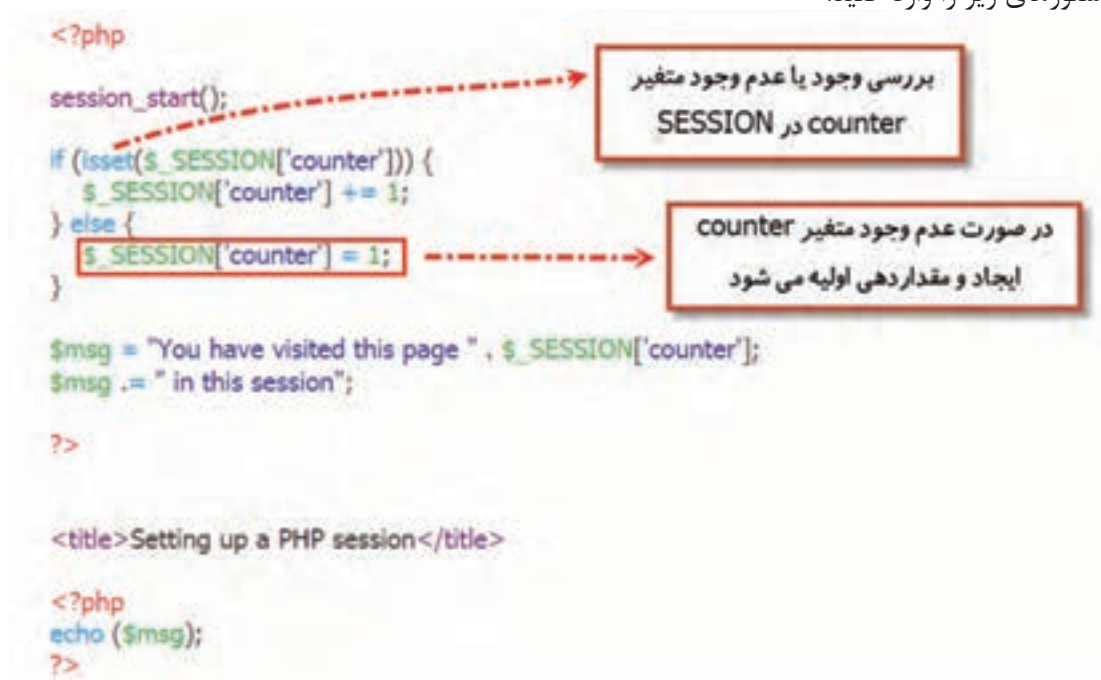 <?php
session_start();
if (isset($_SESSION['counter'])) {
$_SESSION['counter'] += 1;
} else {
$_SESSION['counter'] = 1;
}
$msg = "You have visited this page " . $_SESSION['counter'];
$msg .= " in this session";
?>
<title>Setting up a PHP session</title>
<?php
echo ($msg);
?>
بررسی وجود یا عدم وجود متغیر
counter در SESSION
در صورت عدم وجود متغیر counter
ایجاد و مقداردهی اولیه می شود